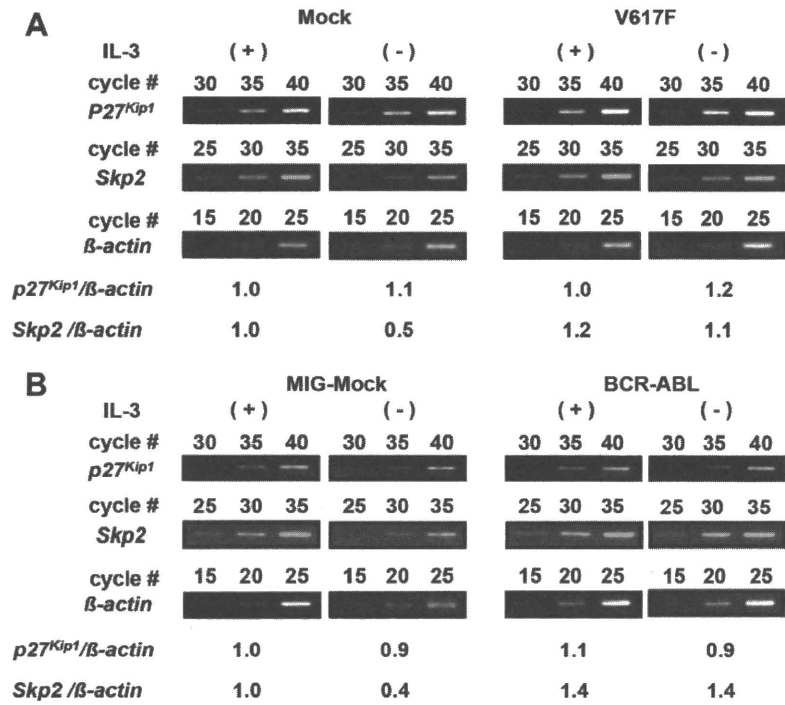 A Mock V617F
IL-3 ( + ) ( - ) ( + ) ( - )
cycle # 30 35 40 30 35 40 30 35 40 30 35 40
P27Kip1
cycle # 25 30 35 25 30 35 25 30 35 25 30 35
Skp2
cycle # 15 20 25 15 20 25 15 20 25 15 20 25
ß-actin
p27Kip1/ß-actin 1.0 1.1 1.0 1.2
Skp2 /ß-actin 1.0 0.5 1.2 1.1
B MIG-Mock BCR-ABL
IL-3 ( + ) ( - ) ( + ) ( - )
cycle # 30 35 40 30 35 40 30 35 40 30 35 40
p27Kip1
cycle # 25 30 35 25 30 35 25 30 35 25 30 35
Skp2
cycle # 15 20 25 15 20 25 15 20 25 15 20 25
ß-actin
p27Kip1/ß-actin 1.0 0.9 1.1 0.9
Skp2 /ß-actin 1.0 0.4 1.4 1.4